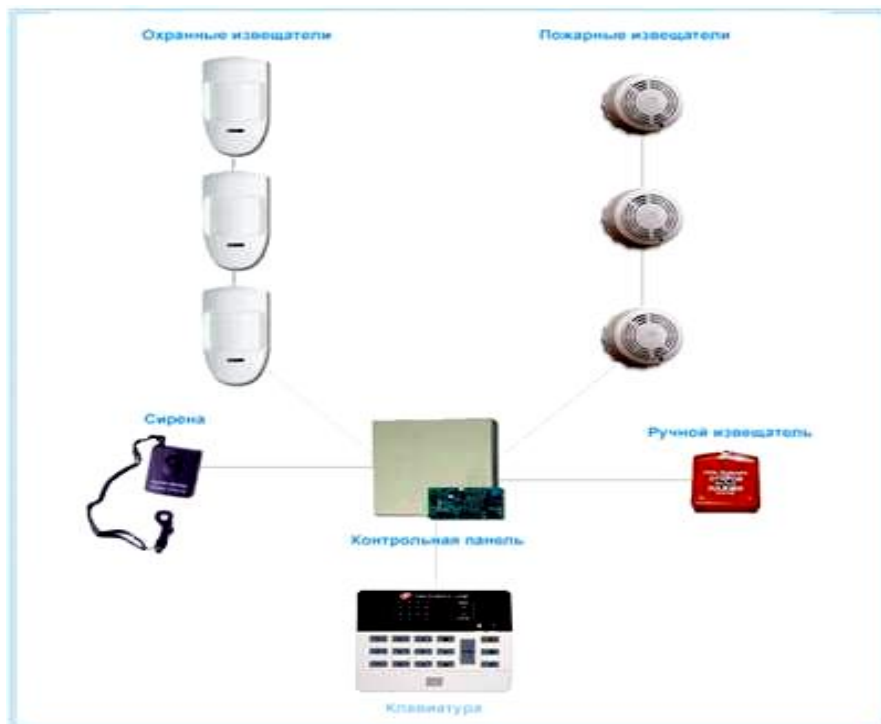 Охранные извещатели
Пожарные извещатели
Сирена
Ручной извещатель
Контрольная панель
Клавиатура